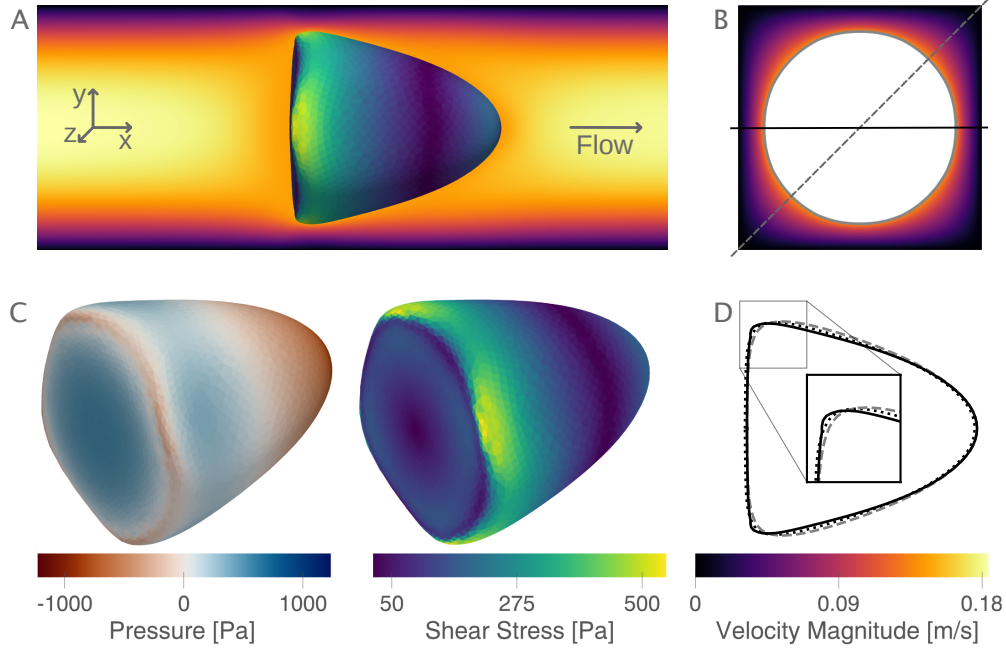 A
B
y
z
x
Flow
C
D
-1000 0 1000
Pressure [Pa]
50 275 500
Shear Stress [Pa]
0 0.09 0.18
Velocity Magnitude [m/s]